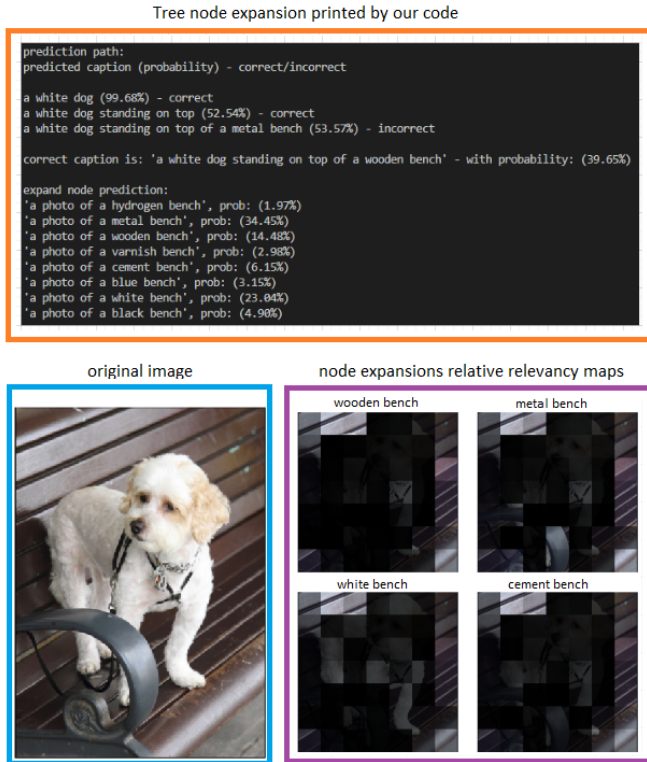 Tree node expansion printed by our code
prediction path:
predicted caption (probability) - correct/incorrect
a white dog (99.68%) - correct
a white dog standing on top (52.54%) - correct
a white dog standing on top of a metal bench (53.57%) - incorrect
correct caption is: 'a white dog standing on top of a wooden bench' - with probability: (39.65%)
expand node prediction:
'a photo of a hydrogen bench', prob: (1.97%)
'a photo of a metal bench', prob: (34.45%)
'a photo of a wooden bench', prob: (14.48%)
'a photo of a varnish bench', prob: (2.98%)
'a photo of a cement bench', prob: (6.15%)
'a photo of a blue bench', prob: (3.15%)
'a photo of a white bench', prob: (23.04%)
'a photo of a black bench', prob: (4.90%)
original image
node expansions relative relevancy maps
wooden bench
metal bench
white bench
cement bench